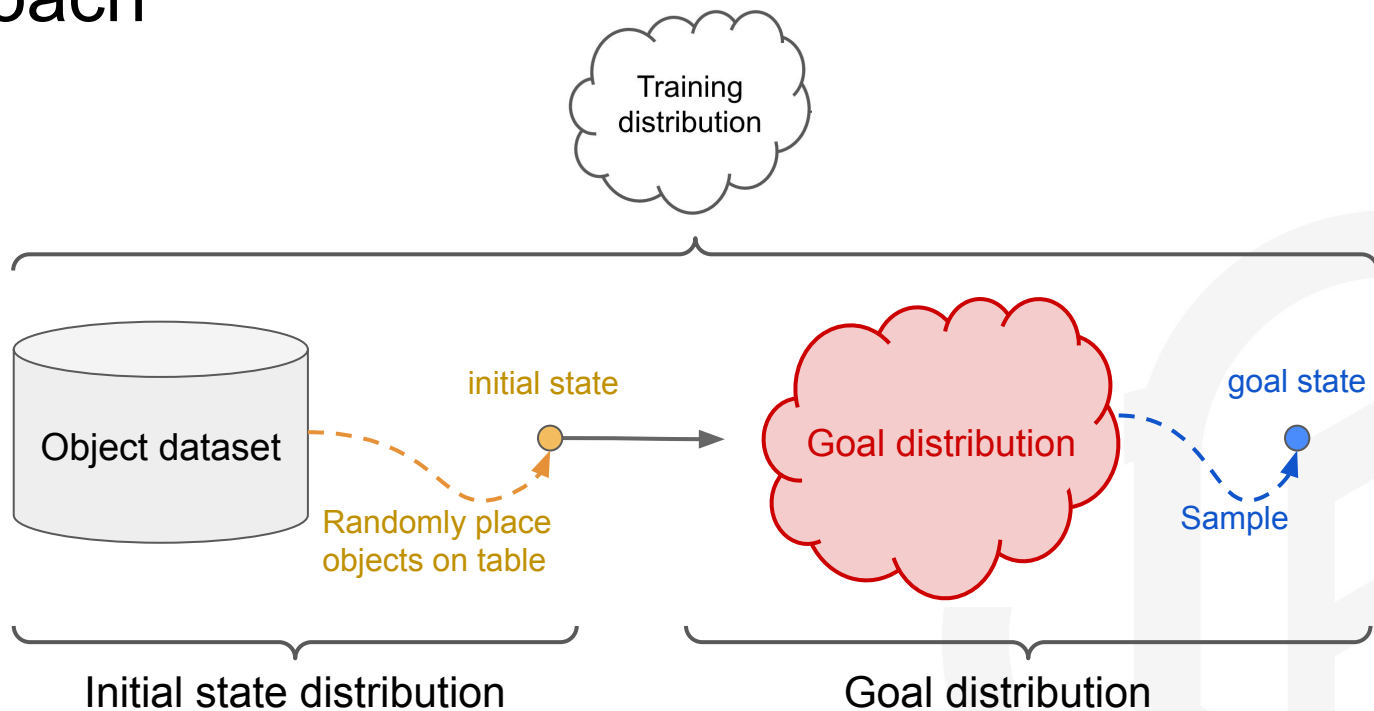 Training
distribution
initial state
goal state
Object dataset
Goal distribution
Randomly place
objects on table
Sample
Initial state distribution
Goal distribution